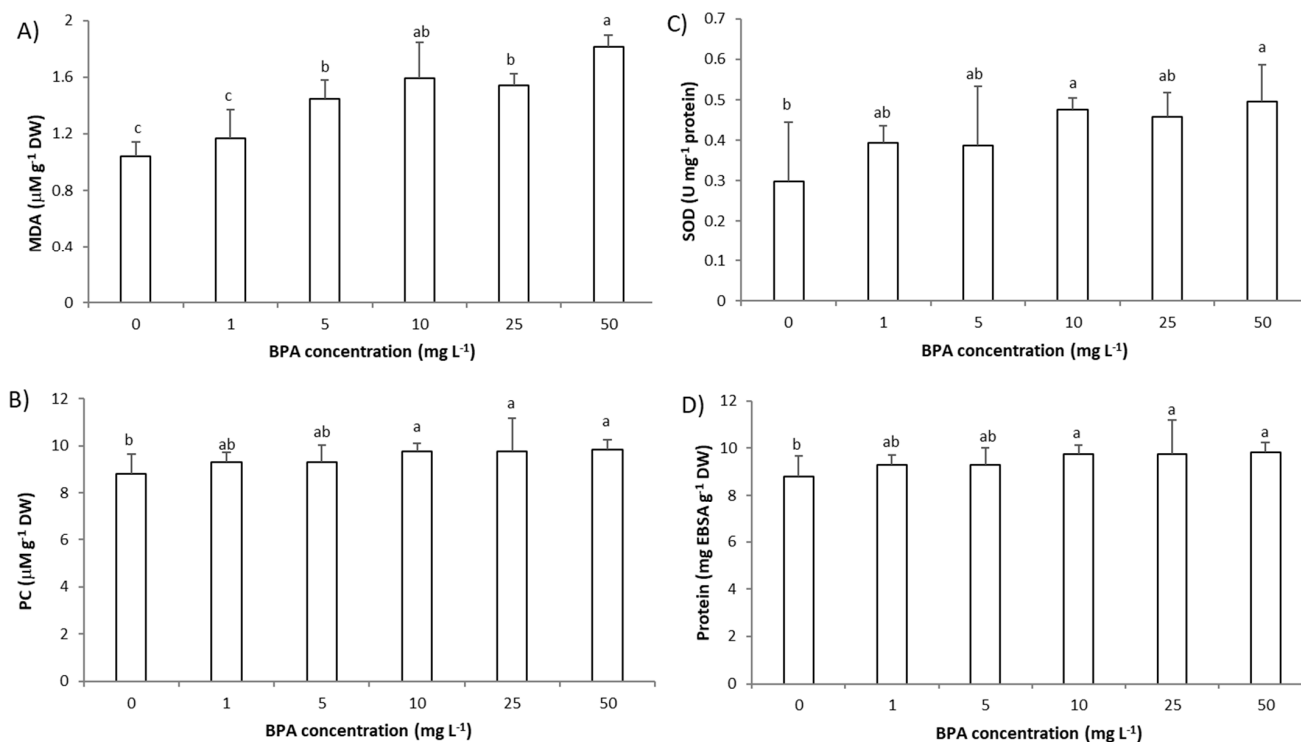 A)
MDA (μM g⁻¹ DW)
2
1.6
1.2
0.8
0.4
0
c
c
b
ab
b
a
0 1 5 10 25 50
BPA concentration (mg L⁻¹)
C)
SOD (U mg⁻¹ protein)
0.7
0.6
0.5
0.4
0.3
0.2
0.1
0
b
ab
ab
a
ab
a
0 1 5 10 25 50
BPA concentration (mg L⁻¹)
B)
PC (μM g⁻¹ DW)
12
10
8
6
4
2
0
b
ab
ab
a
a
a
0 1 5 10 25 50
BPA concentration (mg L⁻¹)
D)
Protein (mg EBSA g⁻¹ DW)
12
10
8
6
4
2
0
b
ab
ab
a
a
a
0 1 5 10 25 50
BPA concentration (mg L⁻¹)